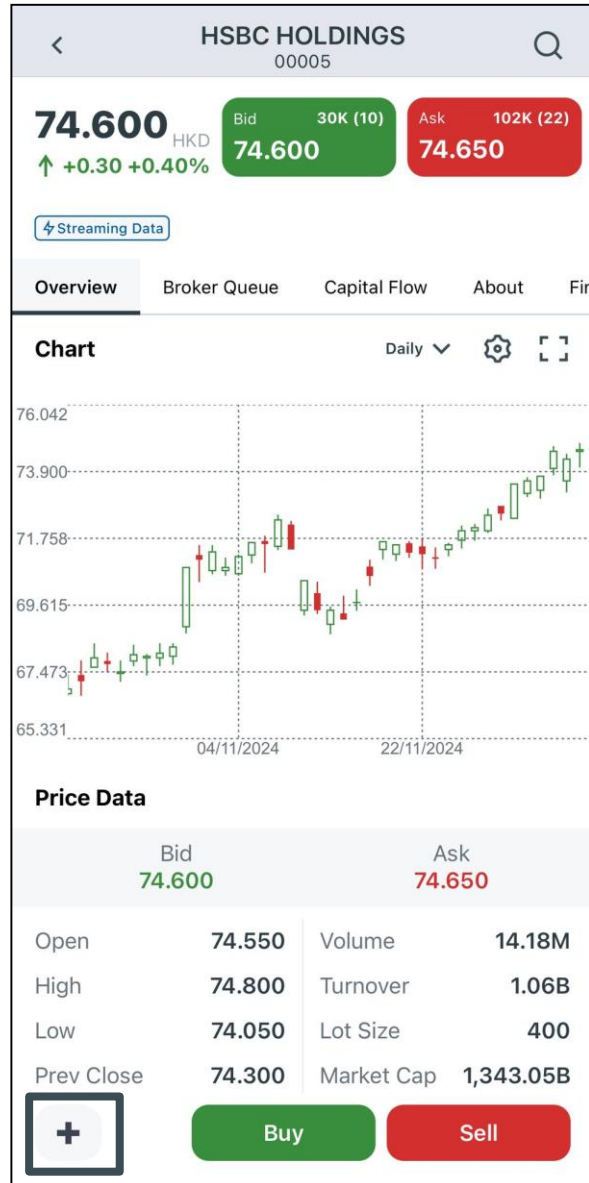 HSBC HOLDINGS
00005
74.600 HKD
↑ +0.30 +0.40%
Bid 30K (10)
74.600
Ask 102K (22)
74.650
Streaming Data
Overview Broker Queue Capital Flow About Fir
Chart Daily
76.042
73.900
71.758
69.615
67.473
65.331
04/11/2024 22/11/2024
Price Data
Bid Ask
74.600 74.650
Open 74.550 Volume 14.18M
High 74.800 Turnover 1.06B
Low 74.050 Lot Size 400
Prev Close 74.300 Market Cap 1,343.05B
+ Buy Sell